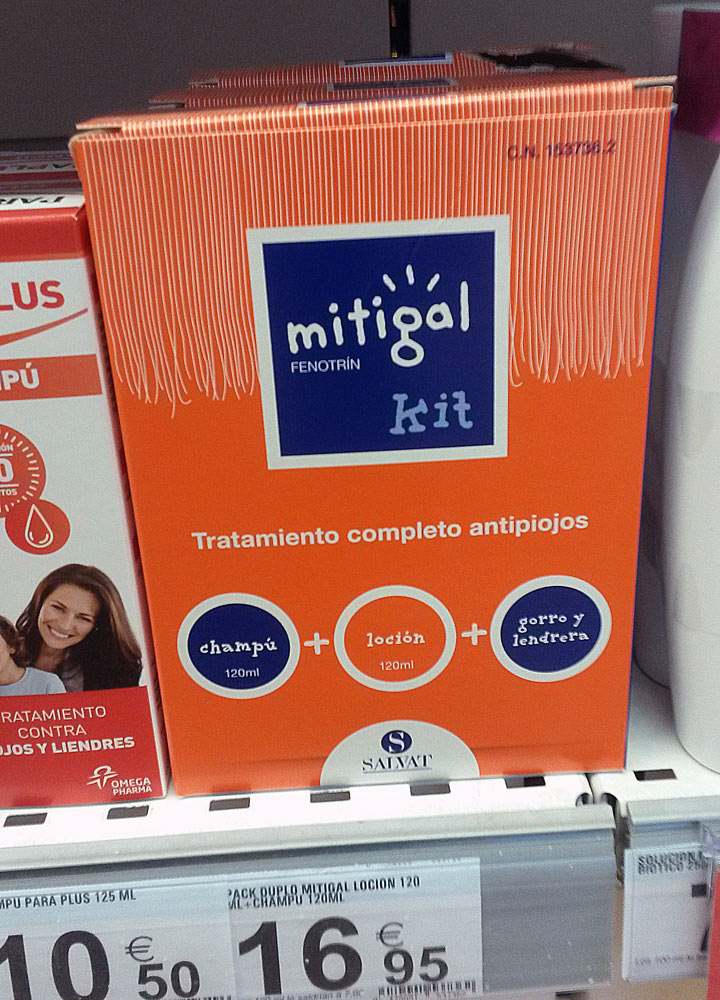 C.N. 153736.2
mitigal
FENOTRÍN
kit
Tratamiento completo antipiojos
champú
120ml
+
loción
120ml
+
gorro y
lendrera
S
SALVAT
LUS
MPÚ
RATAMIENTO
CONTRA
OJOS Y LIENDRES
OMEGA
PHARMA
MPU PARA PLUS 125 ML
10 € 50
PACK DUPLO MITIGAL LOCION 120
ML+CHAMPU 120ML
16 € 95